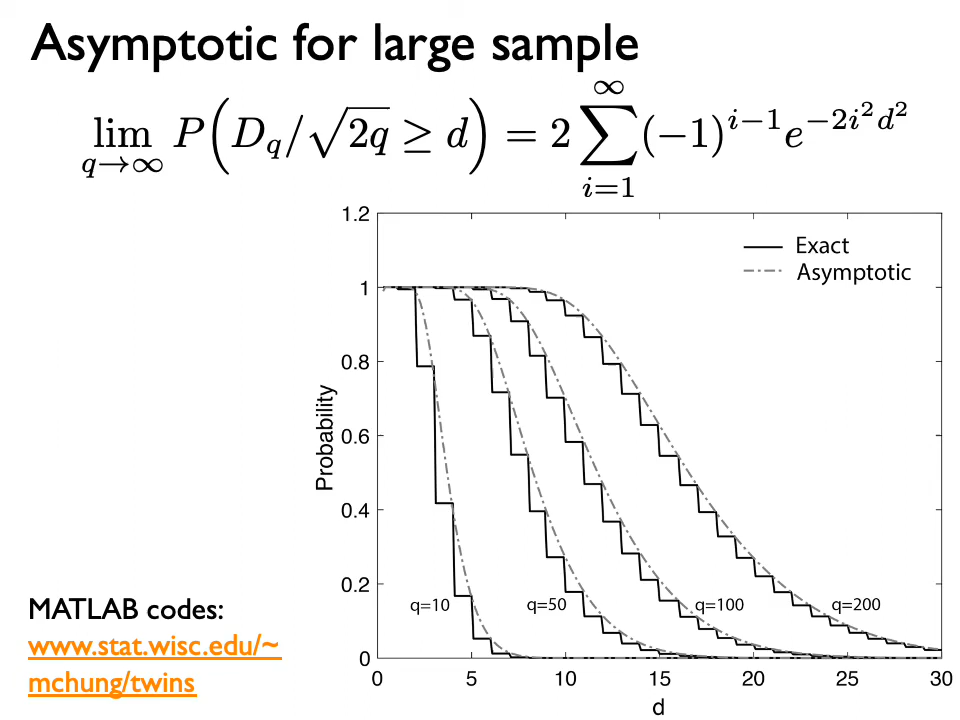 Asymptotic for large sample
lim q→∞ P(D_q/√2q ≥ d) = 2 ∑_{i=1}^{∞} (−1)^{i−1} e^{−2i²d²}
1.2
Exact
Asymptotic
1
0.8
0.6
Probability
0.4
0.2
q=10
q=50
q=100
q=200
0
0 5 10 15 20 25 30
d
MATLAB codes:
www.stat.wisc.edu/~
mchung/twins